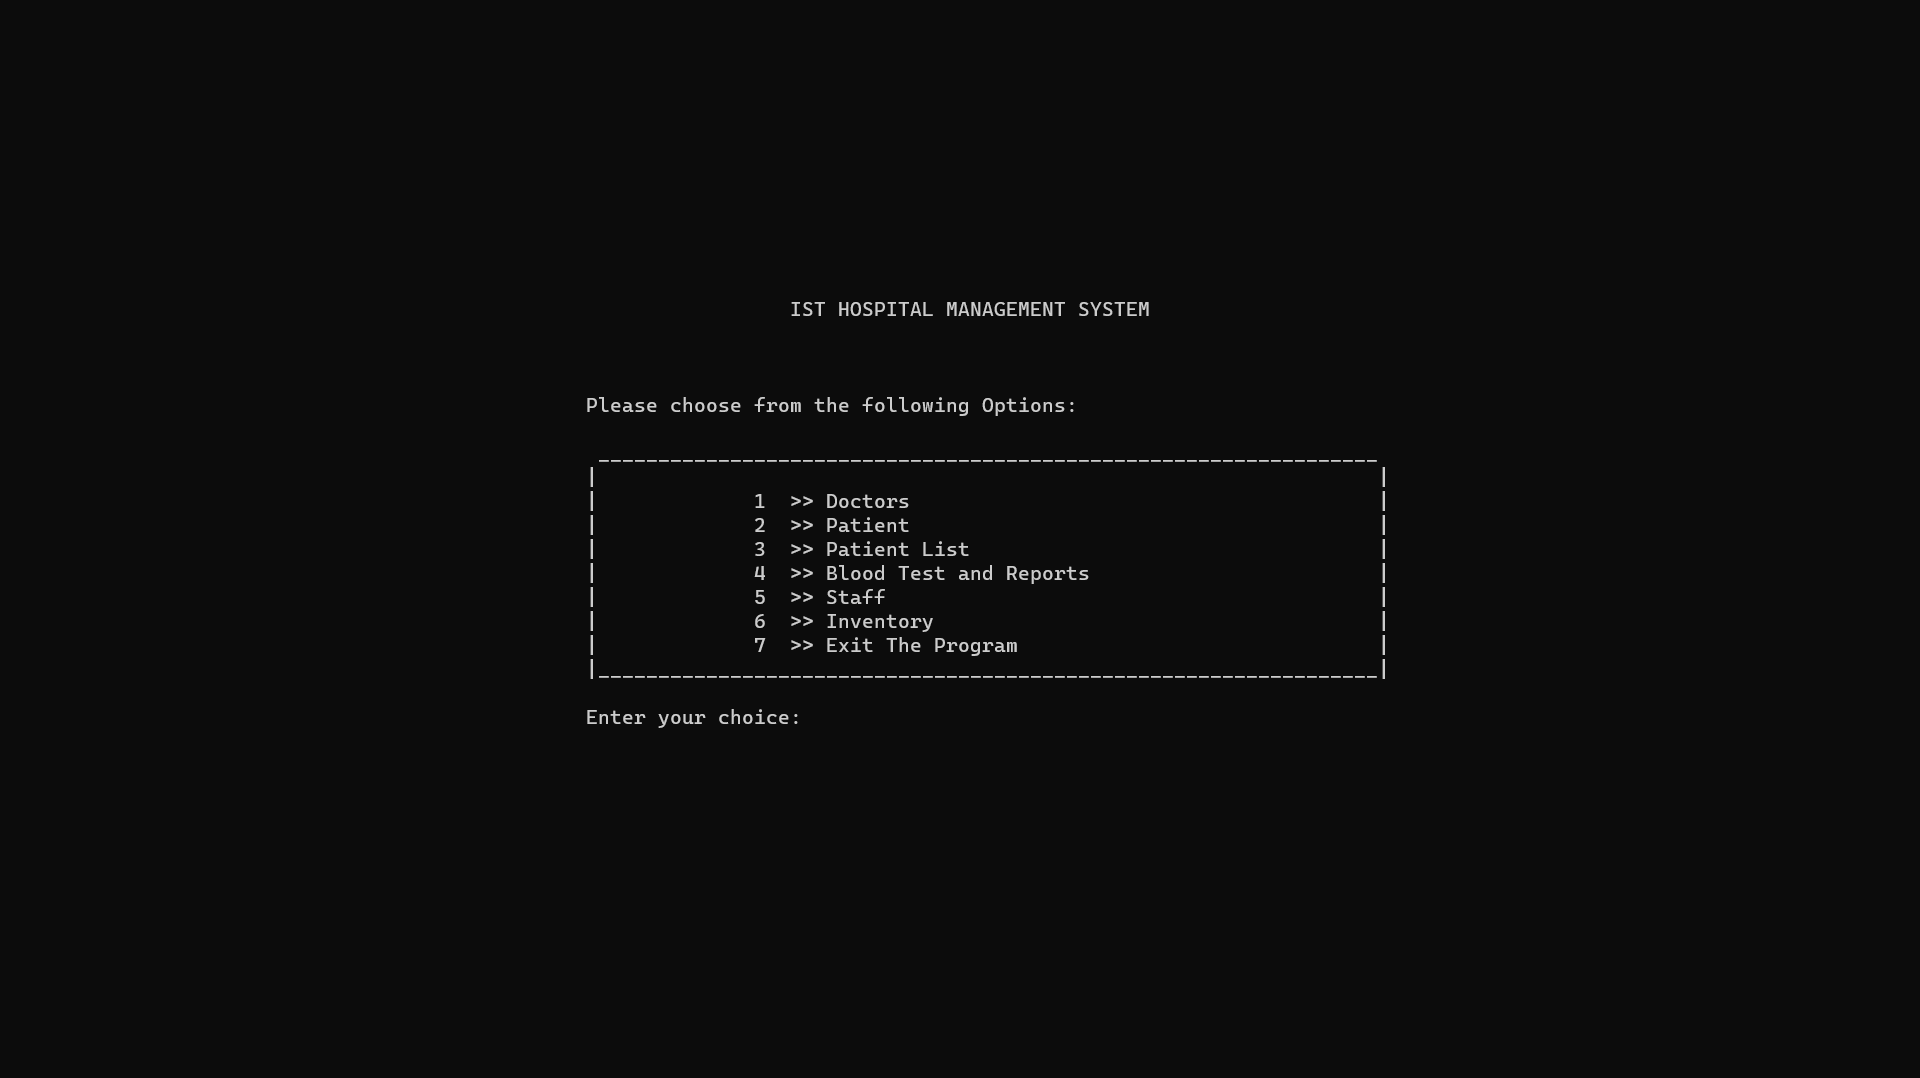 IST HOSPITAL MANAGEMENT SYSTEM
Please choose from the following Options:
1 >> Doctors
2 >> Patient
3 >> Patient List
4 >> Blood Test and Reports
5 >> Staff
6 >> Inventory
7 >> Exit The Program
Enter your choice: